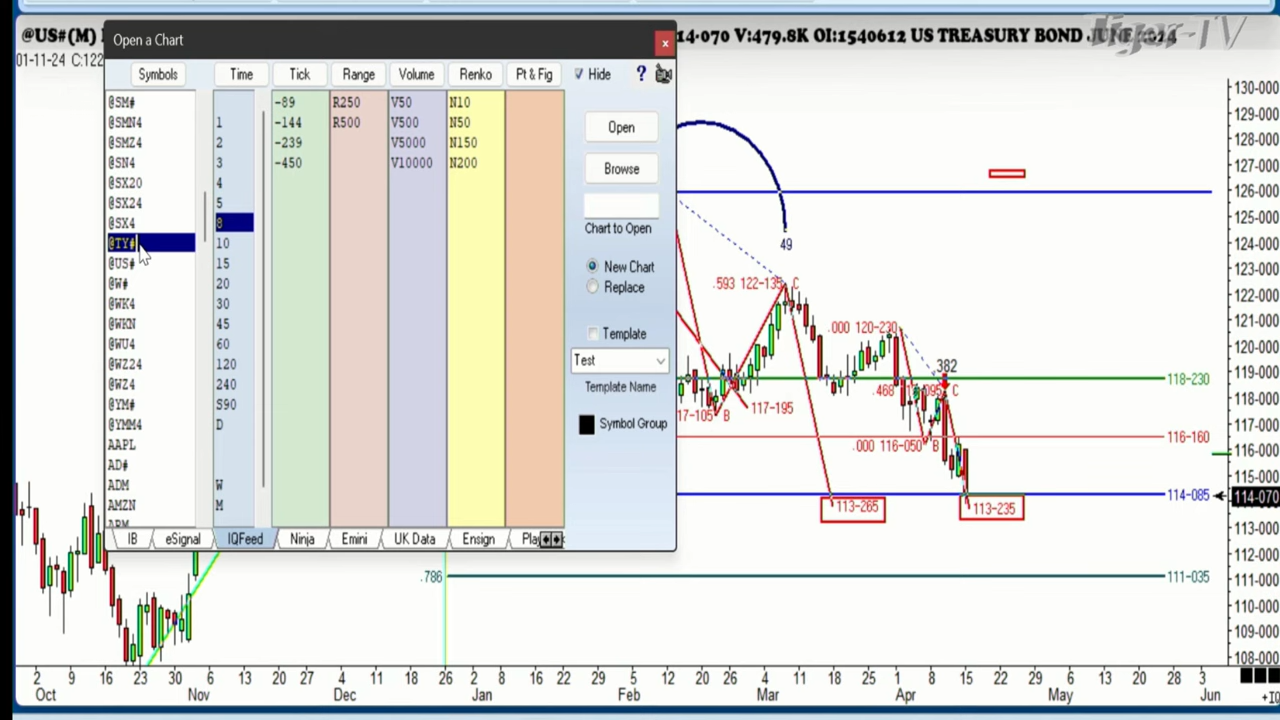 @US#(M)
14-070 V:479.8K OI:1540612 US TREASURY BOND JUNE 2024
Tiger-TV
01-11-24 C:122
Open a Chart
x
Symbols
Time
Tick
Range
Volume
Renko
Pt & Fig
Hide
?
@SM#
@SMN4
@SMZ4
@SN4
@SX20
@SX24
@SX4
@TY#
@US#
@W#
@WK4
@WKN
@WU4
@WZ24
@WZ4
@YM#
@YMM4
AAPL
AD#
ADM
AMZN
ARM
1
2
3
4
5
8
10
15
20
30
45
60
120
240
S90
D
W
M
-89
-144
-239
-450
R250
R500
V50
V500
V5000
V10000
N10
N50
N150
N200
Open
Browse
Chart to Open
New Chart
Replace
Template
Test
Template Name
Symbol Group
IB
eSignal
IQFeed
Ninja
Emini
UK Data
Ensign
49
.593 122-135 C
.000 120-230
382
.468
C
17-105 B
117-195
.000 116-050 B
113-265
113-235
.786
118-230
116-160
114-085
111-035
130-000
129-000
128-000
127-000
126-000
125-000
124-000
123-000
122-000
121-000
120-000
119-000
118-000
117-000
116-000
115-000
114-070
113-000
112-000
111-000
110-000
109-000
108-000
2 9 16 23 30 6 13 20 27 4 11 18 26 2 8 16 22 29 5 12 20 26 4 11 18 25 1 8 15 22 29 6 13 20 28 3
Oct Nov Dec Jan Feb Mar Apr May Jun